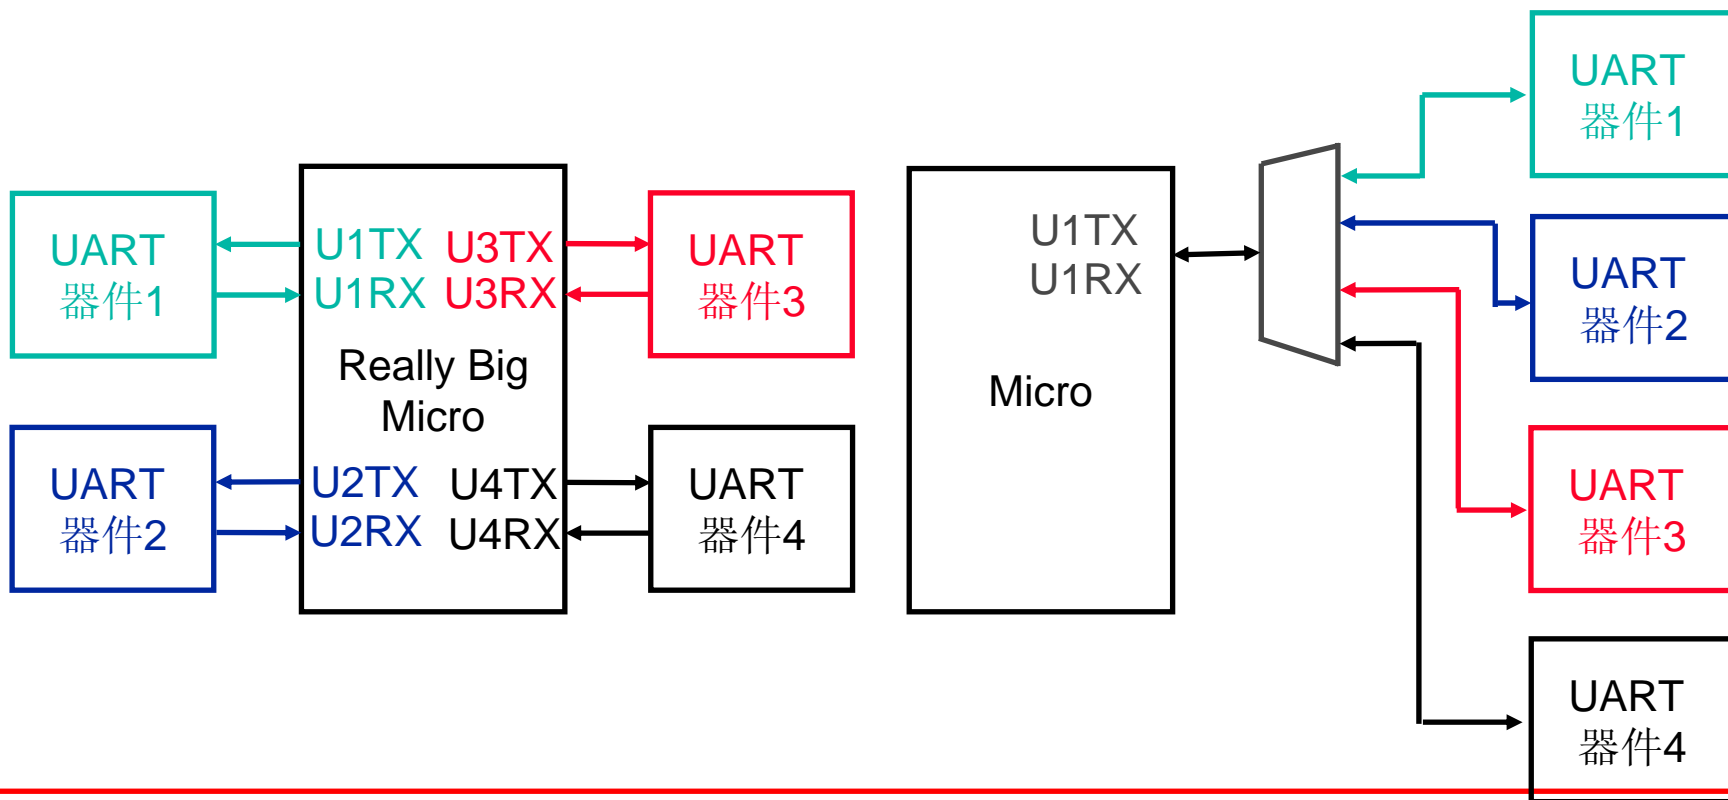 UART
器件1
UART
器件2
U1TX
U1RX
U3TX
U3RX
Really Big
Micro
U2TX
U2RX
U4TX
U4RX
UART
器件3
UART
器件4
U1TX
U1RX
Micro
UART
器件1
UART
器件2
UART
器件3
UART
器件4